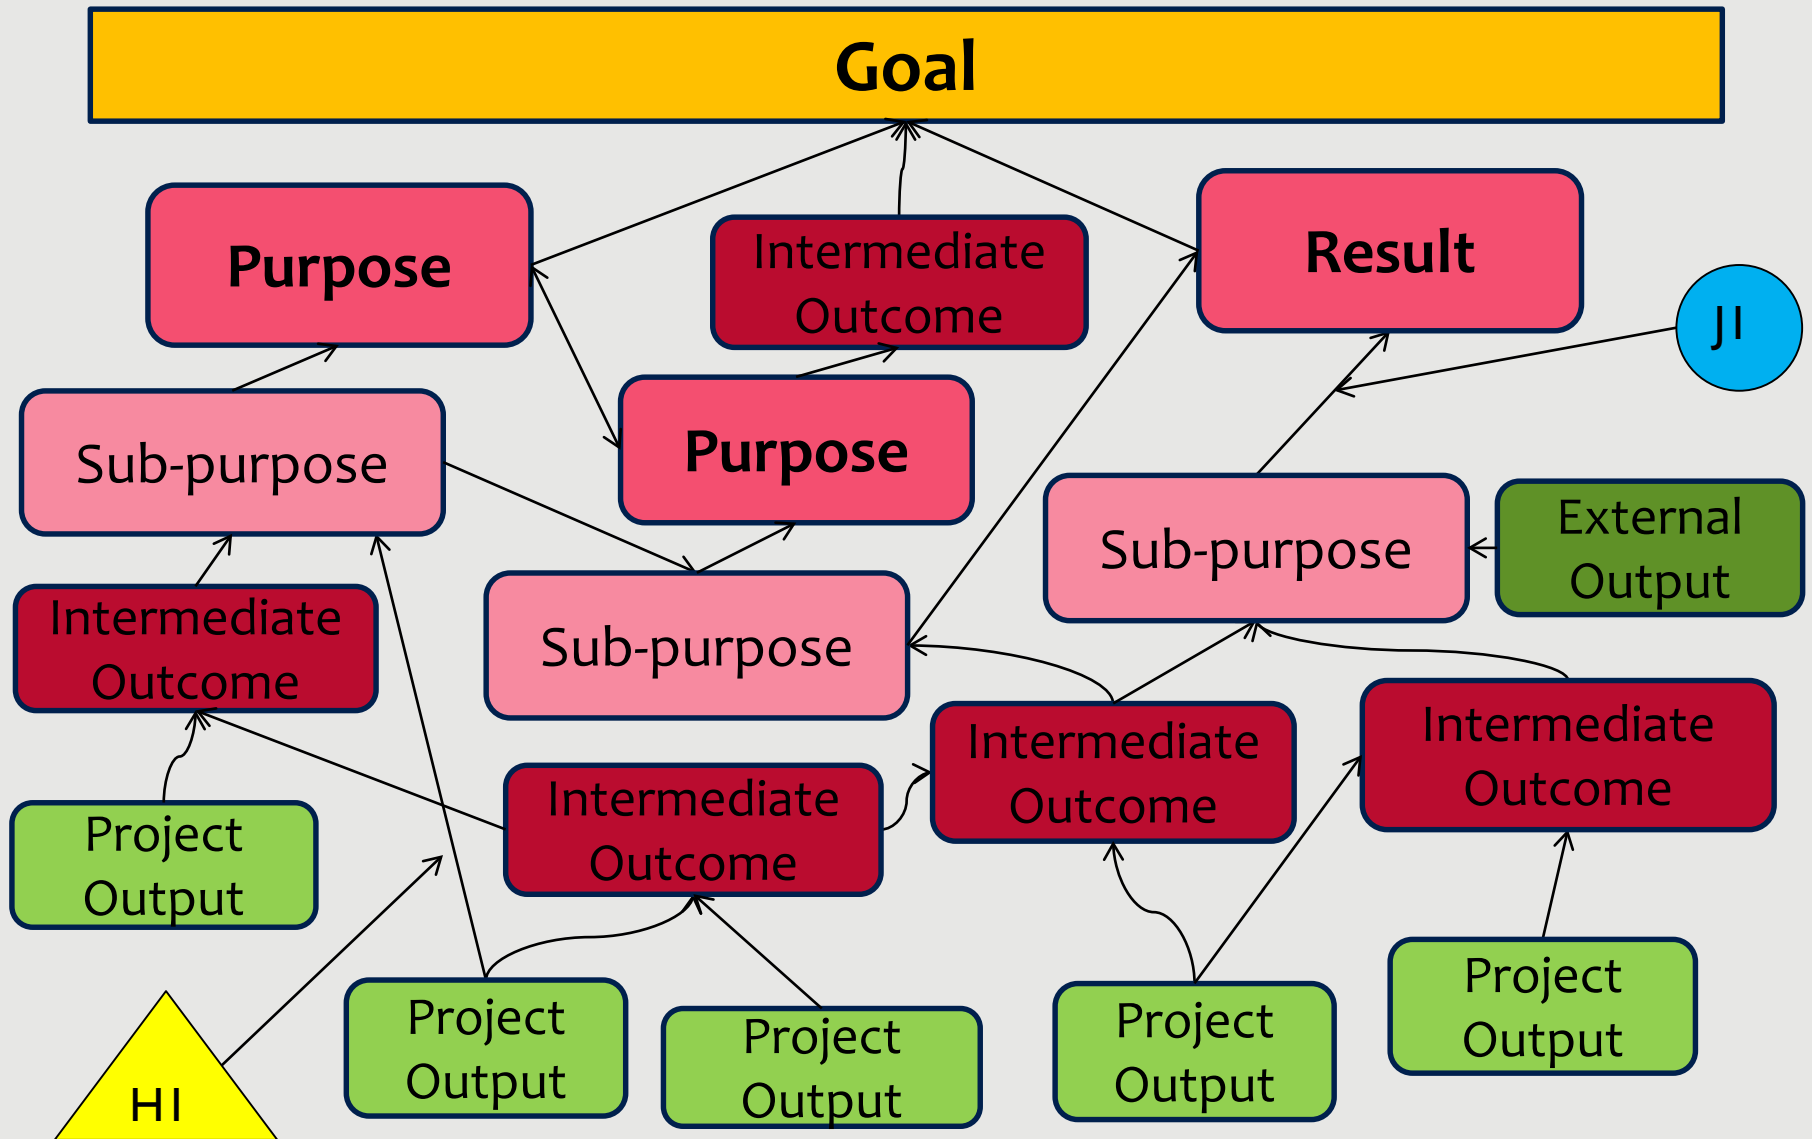 Goal
Purpose
Intermediate
Outcome
Result
JI
Sub-purpose
Purpose
Sub-purpose
External
Output
Intermediate
Outcome
Sub-purpose
Intermediate
Outcome
Intermediate
Outcome
Project
Output
Intermediate
Outcome
Project
Output
Project
Output
Project
Output
Project
Output
HI